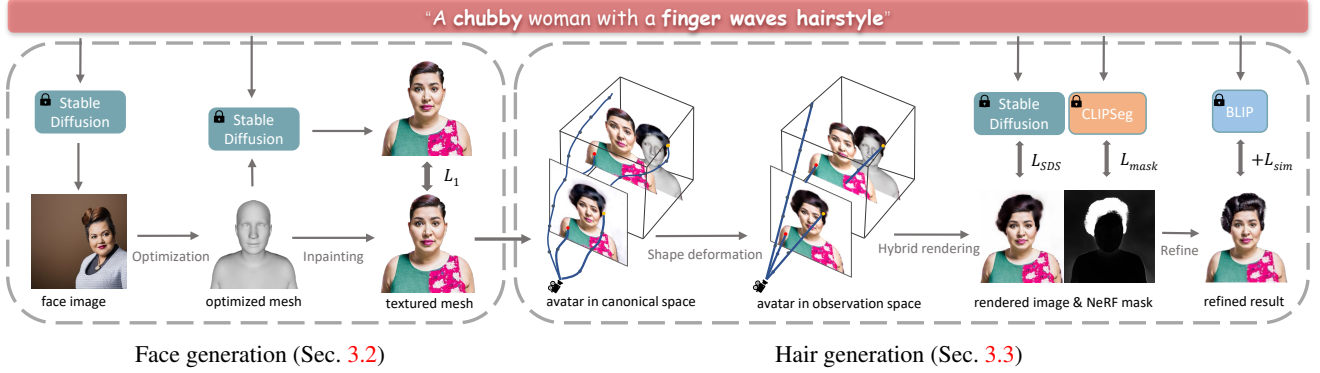 "A chubby woman with a finger waves hairstyle"
Stable
Diffusion
Stable
Diffusion
L1
Optimization
Inpainting
face image
optimized mesh
textured mesh
Face generation (Sec. 3.2)
Stable
Diffusion
CLIPSeg
BLIP
LSDS
Lmask
+Lsim
Shape deformation
Hybrid rendering
Refine
avatar in canonical space
avatar in observation space
rendered image & NeRF mask
refined result
Hair generation (Sec. 3.3)